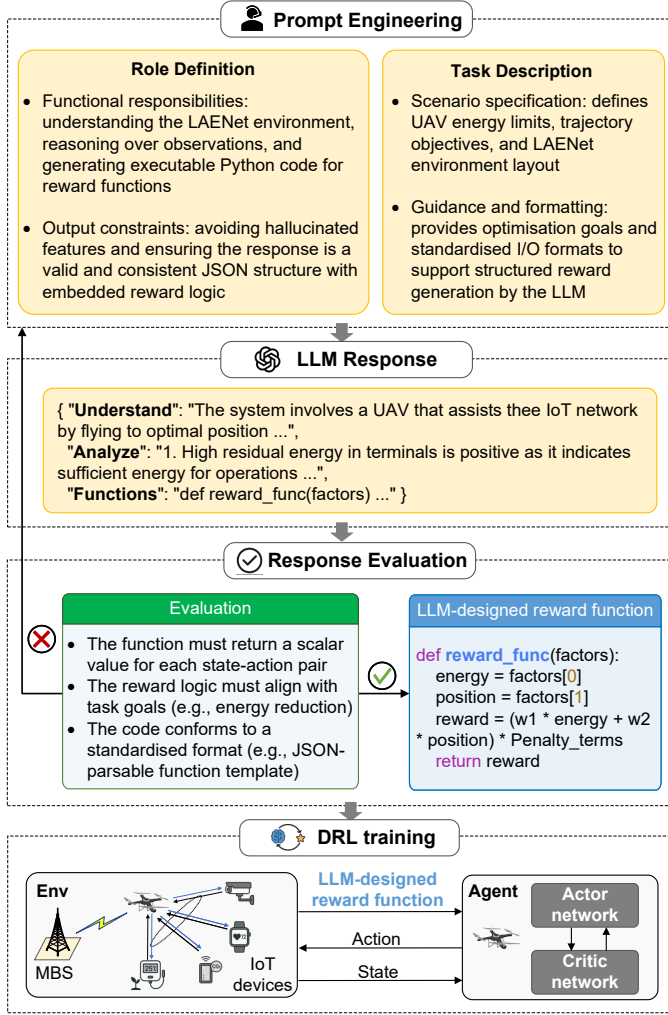 Prompt Engineering
Role Definition
• Functional responsibilities:
understanding the LAENet environment,
reasoning over observations, and
generating executable Python code for
reward functions
• Output constraints: avoiding hallucinated
features and ensuring the response is a
valid and consistent JSON structure with
embedded reward logic
Task Description
• Scenario specification: defines
UAV energy limits, trajectory
objectives, and LAENet
environment layout
• Guidance and formatting:
provides optimisation goals and
standardised I/O formats to
support structured reward
generation by the LLM
LLM Response
{ "Understand": "The system involves a UAV that assists thee IoT network
by flying to optimal position ...",
"Analyze": "1. High residual energy in terminals is positive as it indicates
sufficient energy for operations ...",
"Functions": "def reward_func(factors) ..." }
Response Evaluation
Evaluation
• The function must return a scalar
value for each state-action pair
• The reward logic must align with
task goals (e.g., energy reduction)
• The code conforms to a
standardised format (e.g., JSON-
parsable function template)
LLM-designed reward function
def reward_func(factors):
energy = factors[0]
position = factors[1]
reward = (w1 * energy + w2
* position) * Penalty_terms
return reward
DRL training
Env
MBS
25°C
72
CO₂
IoT
devices
LLM-designed
reward function
Action
State
Agent
Actor
network
Critic
network